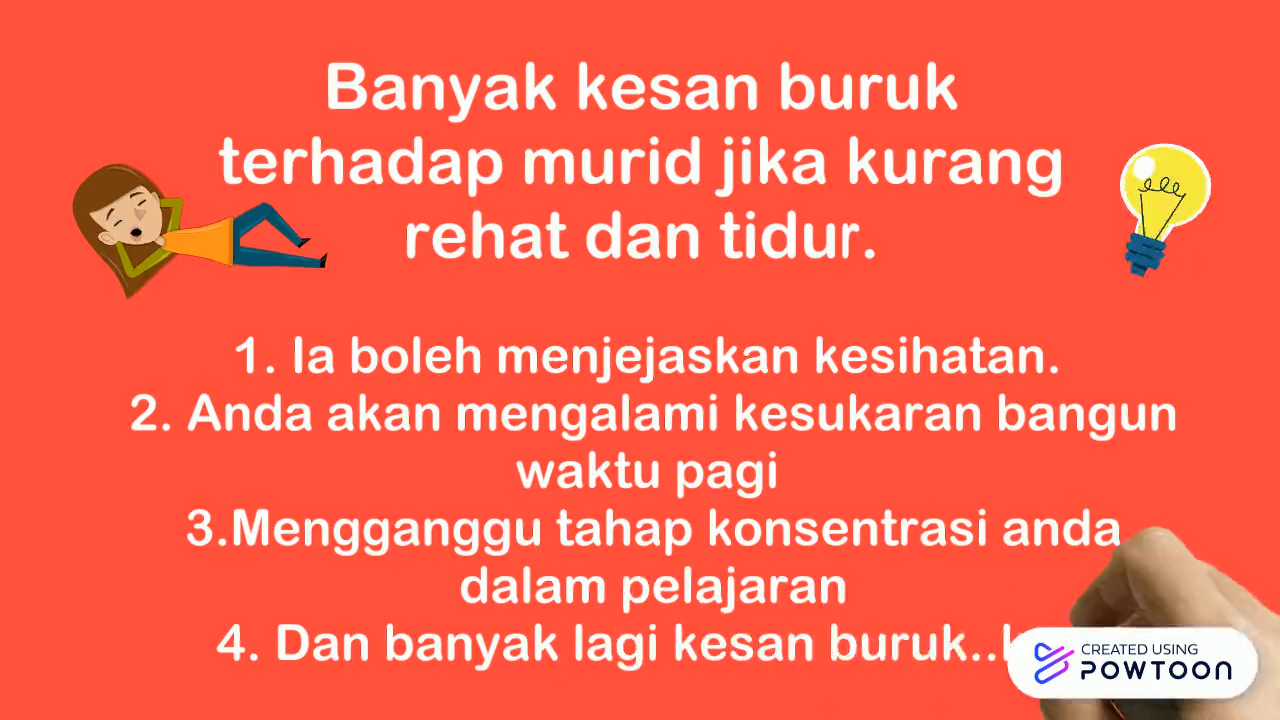 Banyak kesan buruk
terhadap murid jika kurang
rehat dan tidur.
1. Ia boleh menjejaskan kesihatan.
2. Anda akan mengalami kesukaran bangun
waktu pagi
3.Mengganggu tahap konsentrasi anda
dalam pelajaran
4. Dan banyak lagi kesan buruk..
CREATED USING
POWTOON